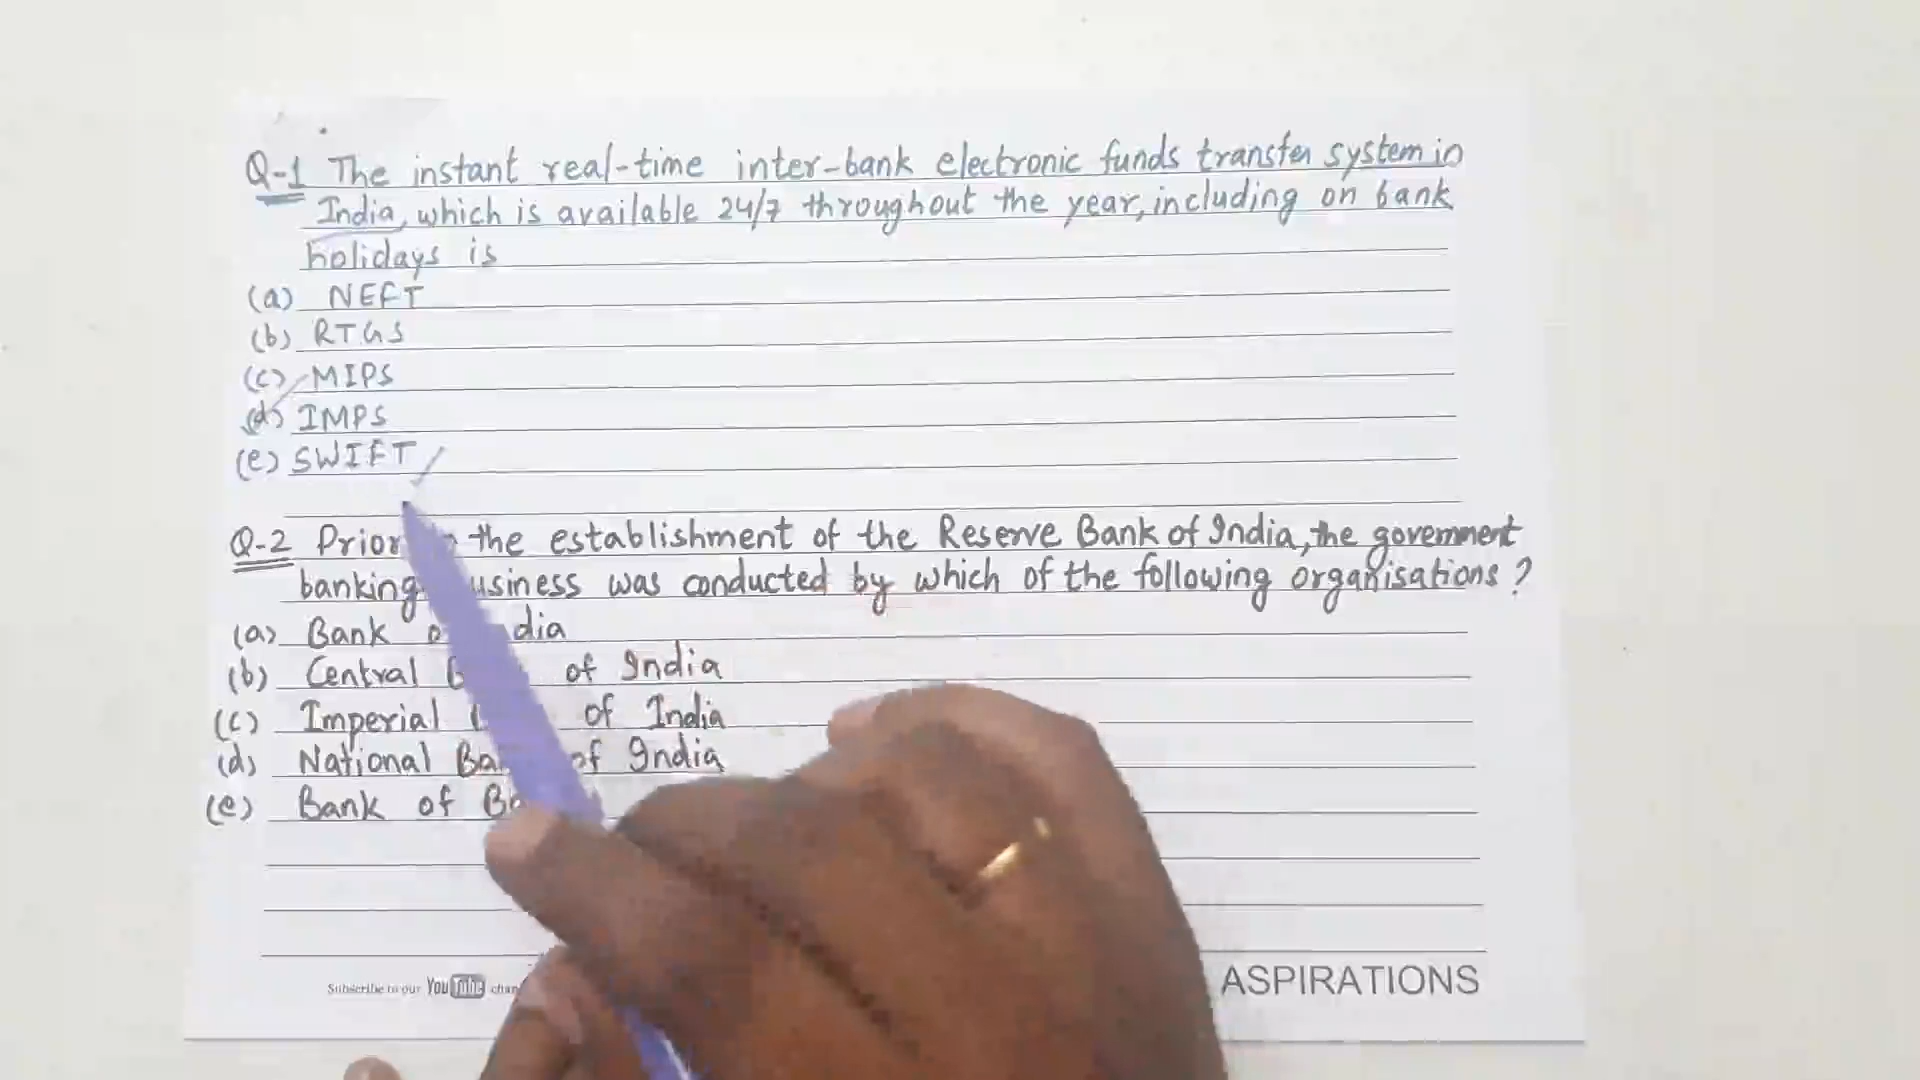 Q-1 The instant real-time inter-bank electronic funds transfer system in
India, which is available 24/7 throughout the year, including on bank
holidays is
(a) NEFT
(b) RTGS
(c) MIPS
(d) IMPS
(e) SWIFT
Q-2 Prior the establishment of the Reserve Bank of India, the government
banking business was conducted by which of the following organisations?
(a) Bank India
(b) Central of India
(c) Imperial of India
(d) National of India
(e) Bank of
Subscribe to our YouTube
ASPIRATIONS